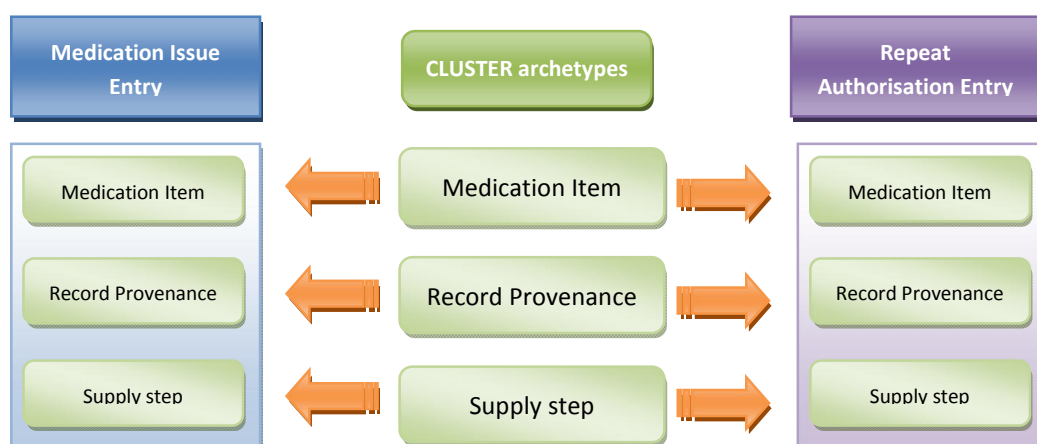 Medication Issue
Entry
CLUSTER archetypes
Repeat
Authorisation Entry
Medication Item
Medication Item
Medication Item
Record Provenance
Record Provenance
Record Provenance
Supply step
Supply step
Supply step